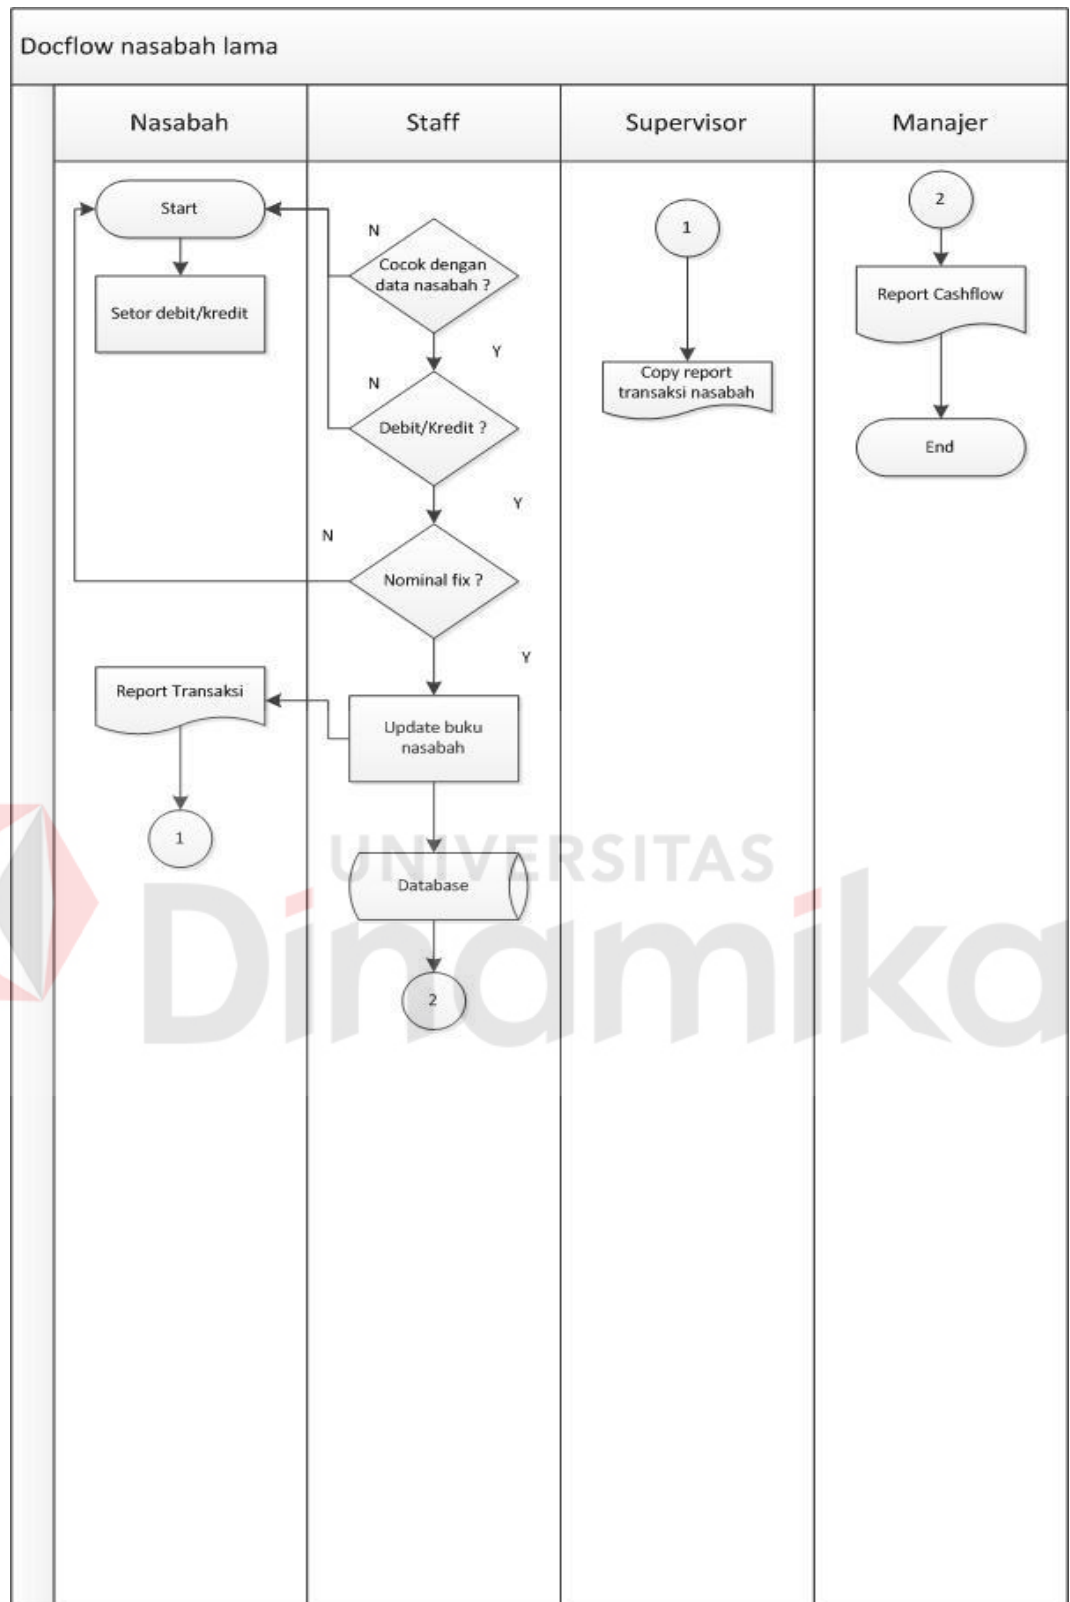 Docflow nasabah lama
Nasabah
Staff
Supervisor
Manajer
Start
Setor debit/kredit
N
Cocok dengan
data nasabah ?
Y
N
Debit/Kredit ?
Y
N
Nominal fix ?
Y
Report Transaksi
Update buku
nasabah
1
Database
2
1
Copy report
transaksi nasabah
2
Report Cashflow
End
UNIVERSITAS
Dinamika